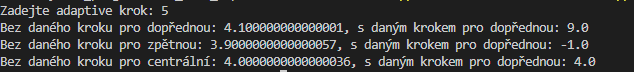 Zadejte adaptive krok: 5
Bez daného kroku pro dopřednou: 4.100000000000001, s daným krokem pro dopřednou: 9.0
Bez daného kroku pro zpětnou: 3.9000000000000057, s daným krokem pro dopřednou: -1.0
Bez daného kroku pro centrální: 4.0000000000000036, s daným krokem pro dopřednou: 4.0